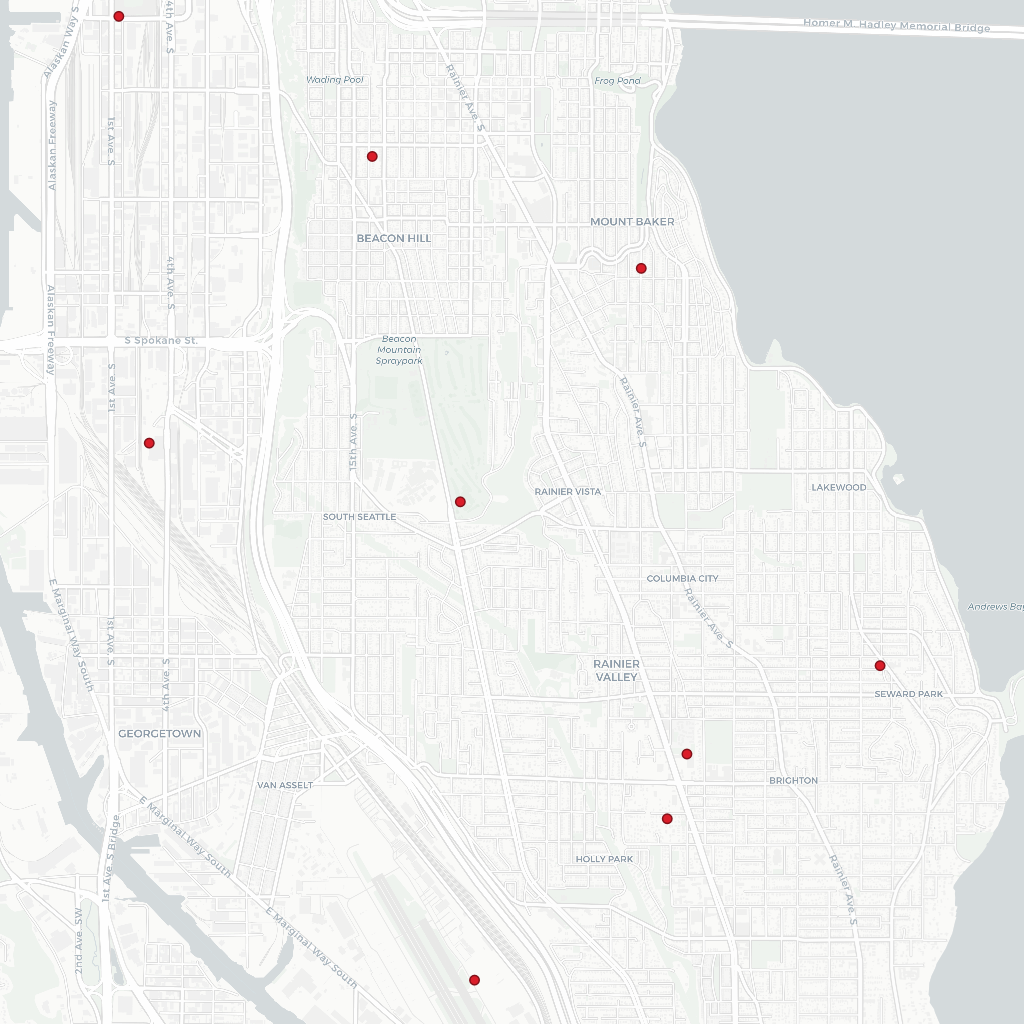 Homer M. Hadley Memorial Bridge
4th Ave. S
Alaskan Way S
Wading Pool
Frog Pond
Rainier Ave. S
Alaskan Freeway
1st Ave. S
MOUNT BAKER
BEACON HILL
4th Ave. S
Alaskan Freeway
S Spokane St.
Beacon
Mountain
Spraypark
1st Ave. S
Rainier Ave. S
15th Ave. S
LAKEWOOD
RAINIER VISTA
SOUTH SEATTLE
COLUMBIA CITY
Andrews Bay
E Marginal Way South
1st Ave. S
Rainier Ave. S
4th Ave. S
RAINIER
VALLEY
SEWARD PARK
GEORGETOWN
BRIGHTON
VAN ASSELT
E Marginal Way South
1st Ave. S Bridge
HOLLY PARK
Rainier Ave. S
2nd Ave. SW
E Marginal Way South